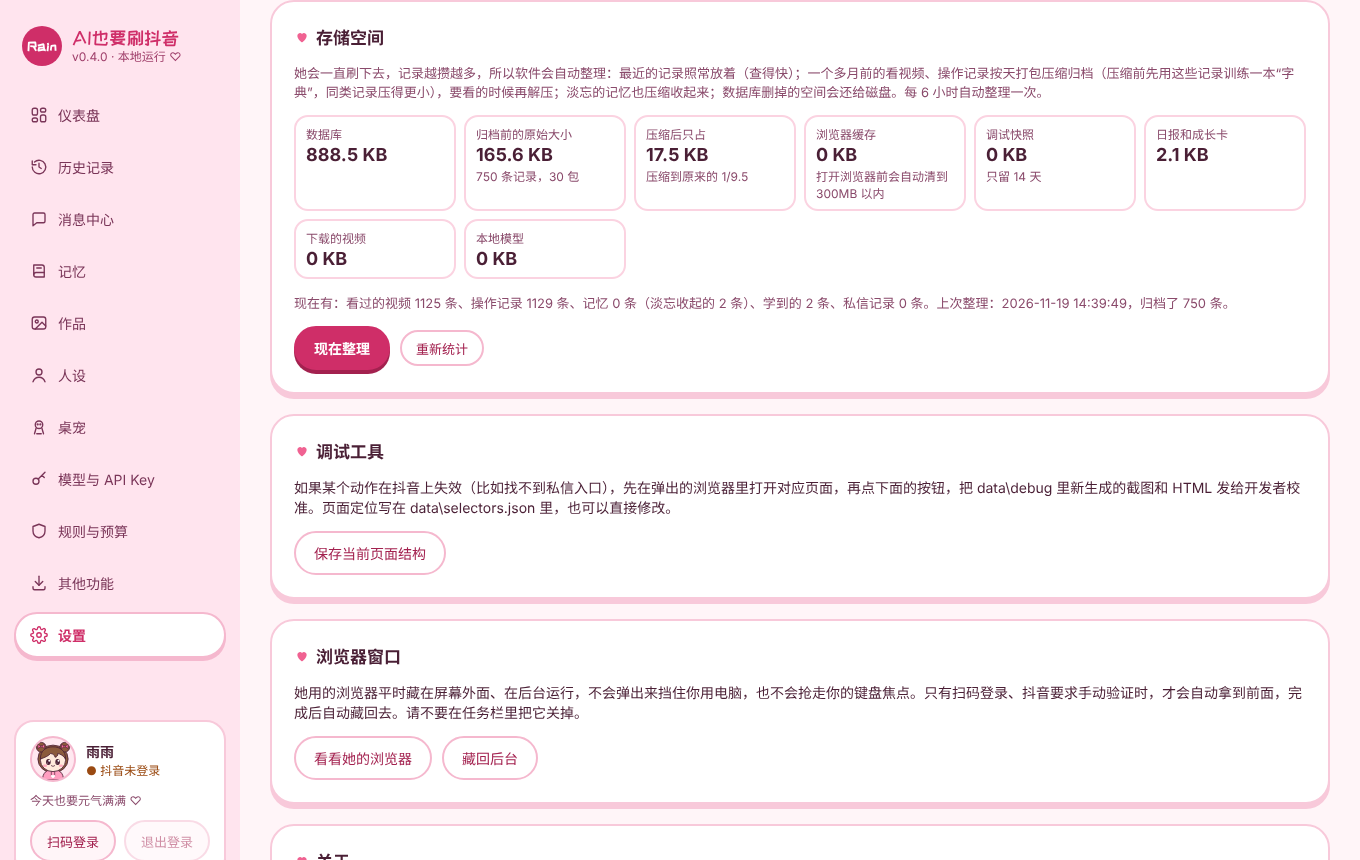 Rain
AI也要刷抖音
v0.4.0 · 本地运行 ♡
仪表盘
历史记录
消息中心
记忆
作品
人设
桌宠
模型与 API Key
规则与预算
其他功能
设置
雨雨
抖音未登录
今天也要元气满满 ♡
扫码登录
退出登录
存储空间
她会一直刷下去，记录越攒越多，所以软件会自动整理：最近的记录照常放着（查得快）；一个多月前的看视频、操作记录按天打包压缩归档（压缩前先用这些记录训练一本“字
典”，同类记录压得更小），要看的时候再解压；淡忘的记忆也压缩收起来；数据库删掉的空间会还给磁盘。每 6 小时自动整理一次。
数据库
888.5 KB
归档前的原始大小
165.6 KB
750 条记录，30 包
压缩后只占
17.5 KB
压缩到原来的 1/9.5
浏览器缓存
0 KB
打开浏览器前会自动清到
300MB 以内
调试快照
0 KB
只留 14 天
日报和成长卡
2.1 KB
下载的视频
0 KB
本地模型
0 KB
现在有：看过的视频 1125 条、操作记录 1129 条、记忆 0 条（淡忘收起的 2 条）、学到的 2 条、私信记录 0 条。上次整理：2026-11-19 14:39:49，归档了 750 条。
现在整理
重新统计
调试工具
如果某个动作在抖音上失效（比如找不到私信入口），先在弹出的浏览器里打开对应页面，再点下面的按钮，把 data\debug 里新生成的截图和 HTML 发给开发者校
准。页面定位写在 data\selectors.json 里，也可以直接修改。
保存当前页面结构
浏览器窗口
她用的浏览器平时藏在屏幕外面、在后台运行，不会弹出来挡住你用电脑，也不会抢走你的键盘焦点。只有扫码登录、抖音要求手动验证时，才会自动拿到前面，完
成后自动藏回去。请不要在任务栏里把它关掉。
看看她的浏览器
藏回后台